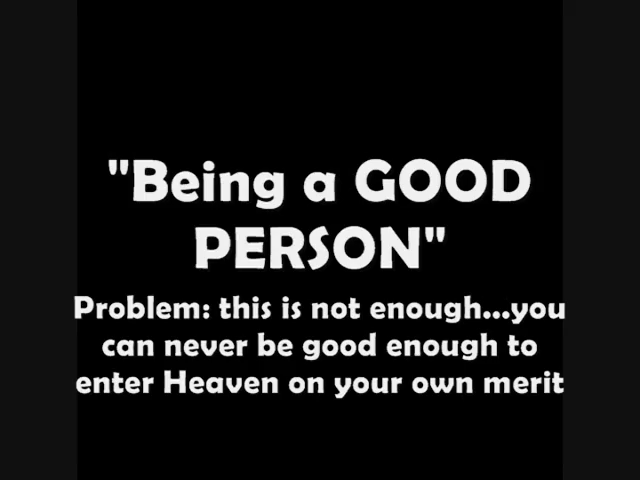 "Being a GOOD
PERSON"
Problem: this is not enough...you
can never be good enough to
enter Heaven on your own merit